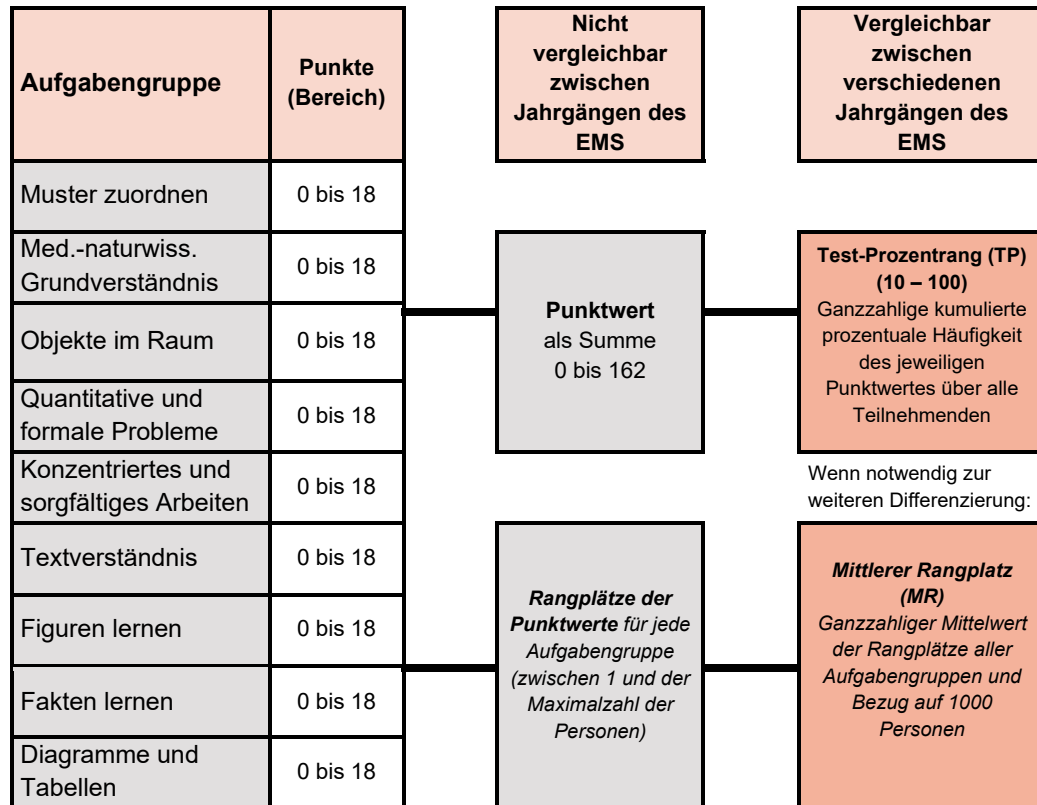 Aufgabengruppe
Punkte
(Bereich)
Nicht
vergleichbar
zwischen
Jahrgängen des
EMS
Vergleichbar
zwischen
verschiedenen
Jahrgängen des
EMS
Muster zuordnen
0 bis 18
Med.-naturwiss.
Grundverständnis
0 bis 18
Objekte im Raum
0 bis 18
Quantitative und
formale Probleme
0 bis 18
Konzentriertes und
sorgfältiges Arbeiten
0 bis 18
Textverständnis
0 bis 18
Figuren lernen
0 bis 18
Fakten lernen
0 bis 18
Diagramme und
Tabellen
0 bis 18
Punktwert
als Summe
0 bis 162
Test-Prozentrang (TP)
(10 – 100)
Ganzzahlige kumulierte
prozentuale Häufigkeit
des jeweiligen
Punktwertes über alle
Teilnehmenden
Wenn notwendig zur
weiteren Differenzierung:
Rangplätze der
Punktwerte für jede
Aufgabengruppe
(zwischen 1 und der
Maximalzahl der
Personen)
Mittlerer Rangplatz
(MR)
Ganzzahliger Mittelwert
der Rangplätze aller
Aufgabengruppen und
Bezug auf 1000
Personen